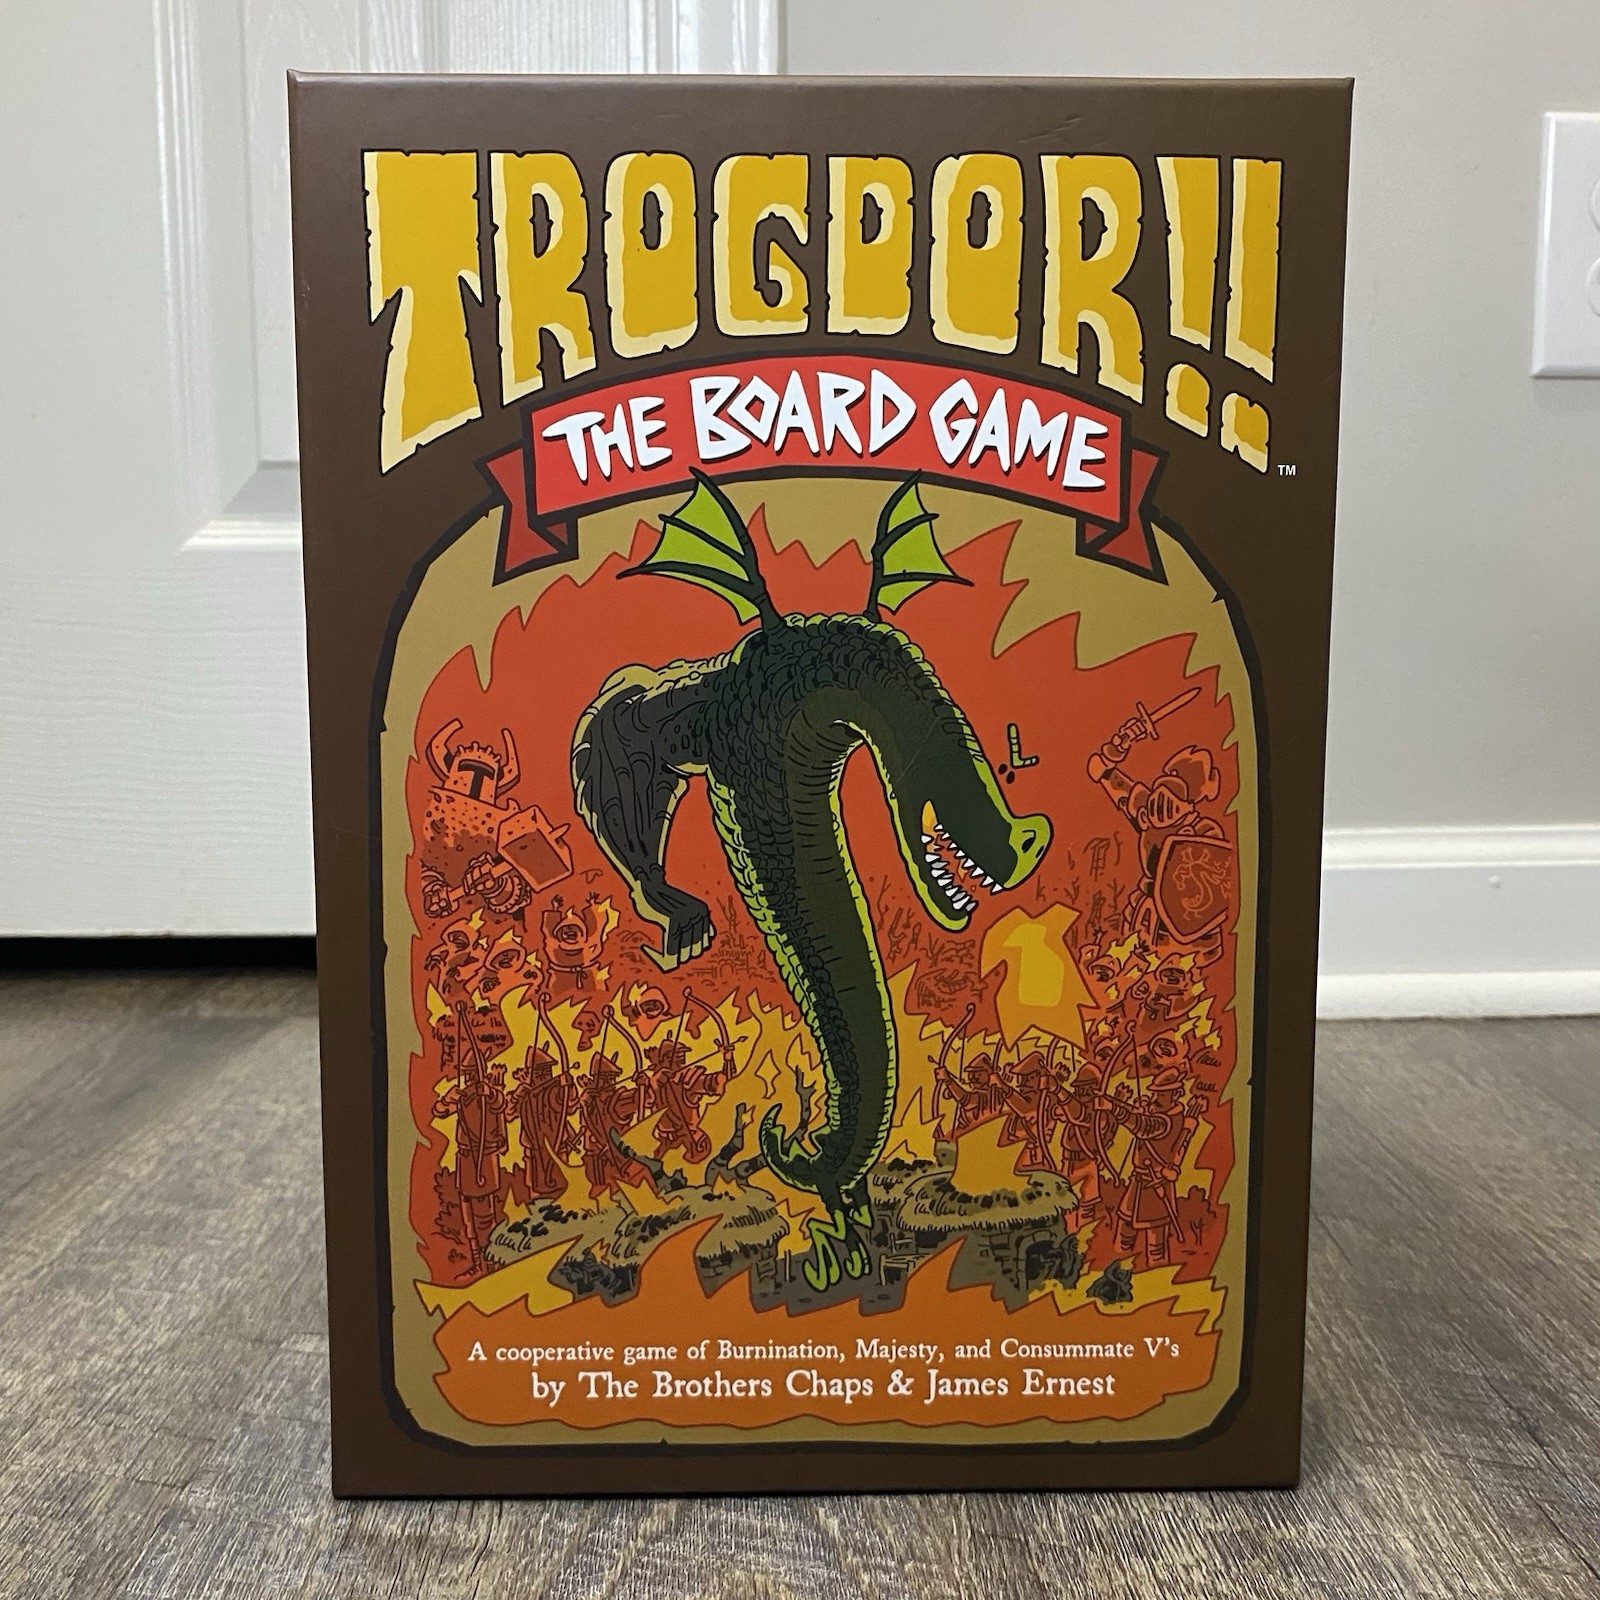 TROGDOR!!
THE BOARD GAME
TM
A cooperative game of Burnination, Majesty, and Consummate V's
by The Brothers Chaps & James Ernest